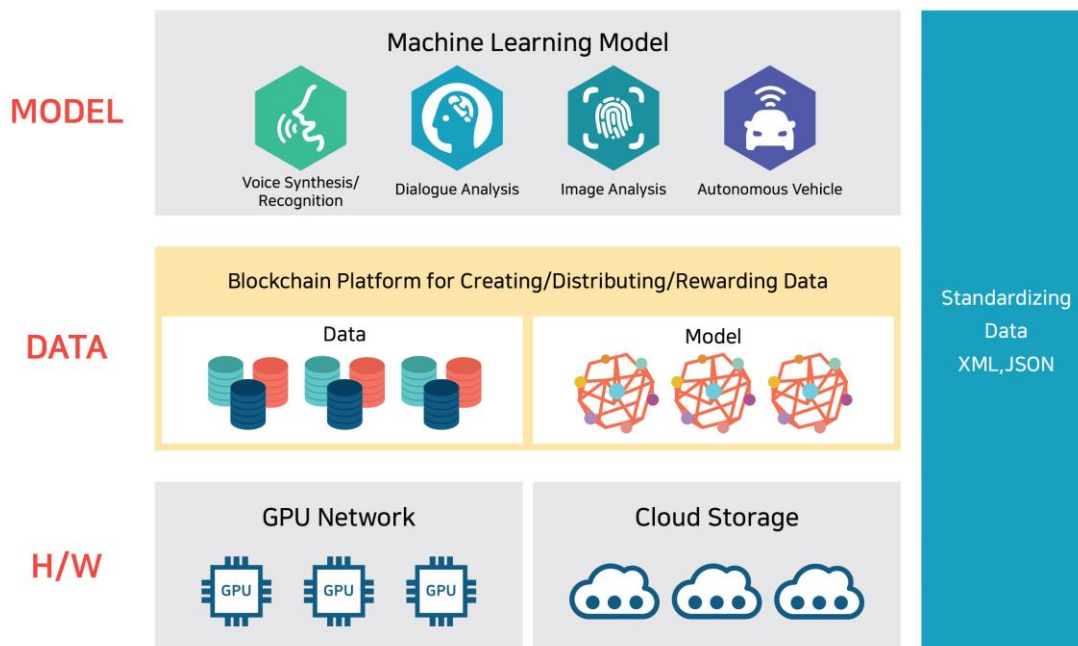 MODEL
Machine Learning Model
Voice Synthesis/
Recognition
Dialogue Analysis
Image Analysis
Autonomous Vehicle
DATA
Blockchain Platform for Creating/Distributing/Rewarding Data
Data
Model
H/W
GPU Network
GPU
GPU
GPU
Cloud Storage
Standardizing
Data
XML,JSON